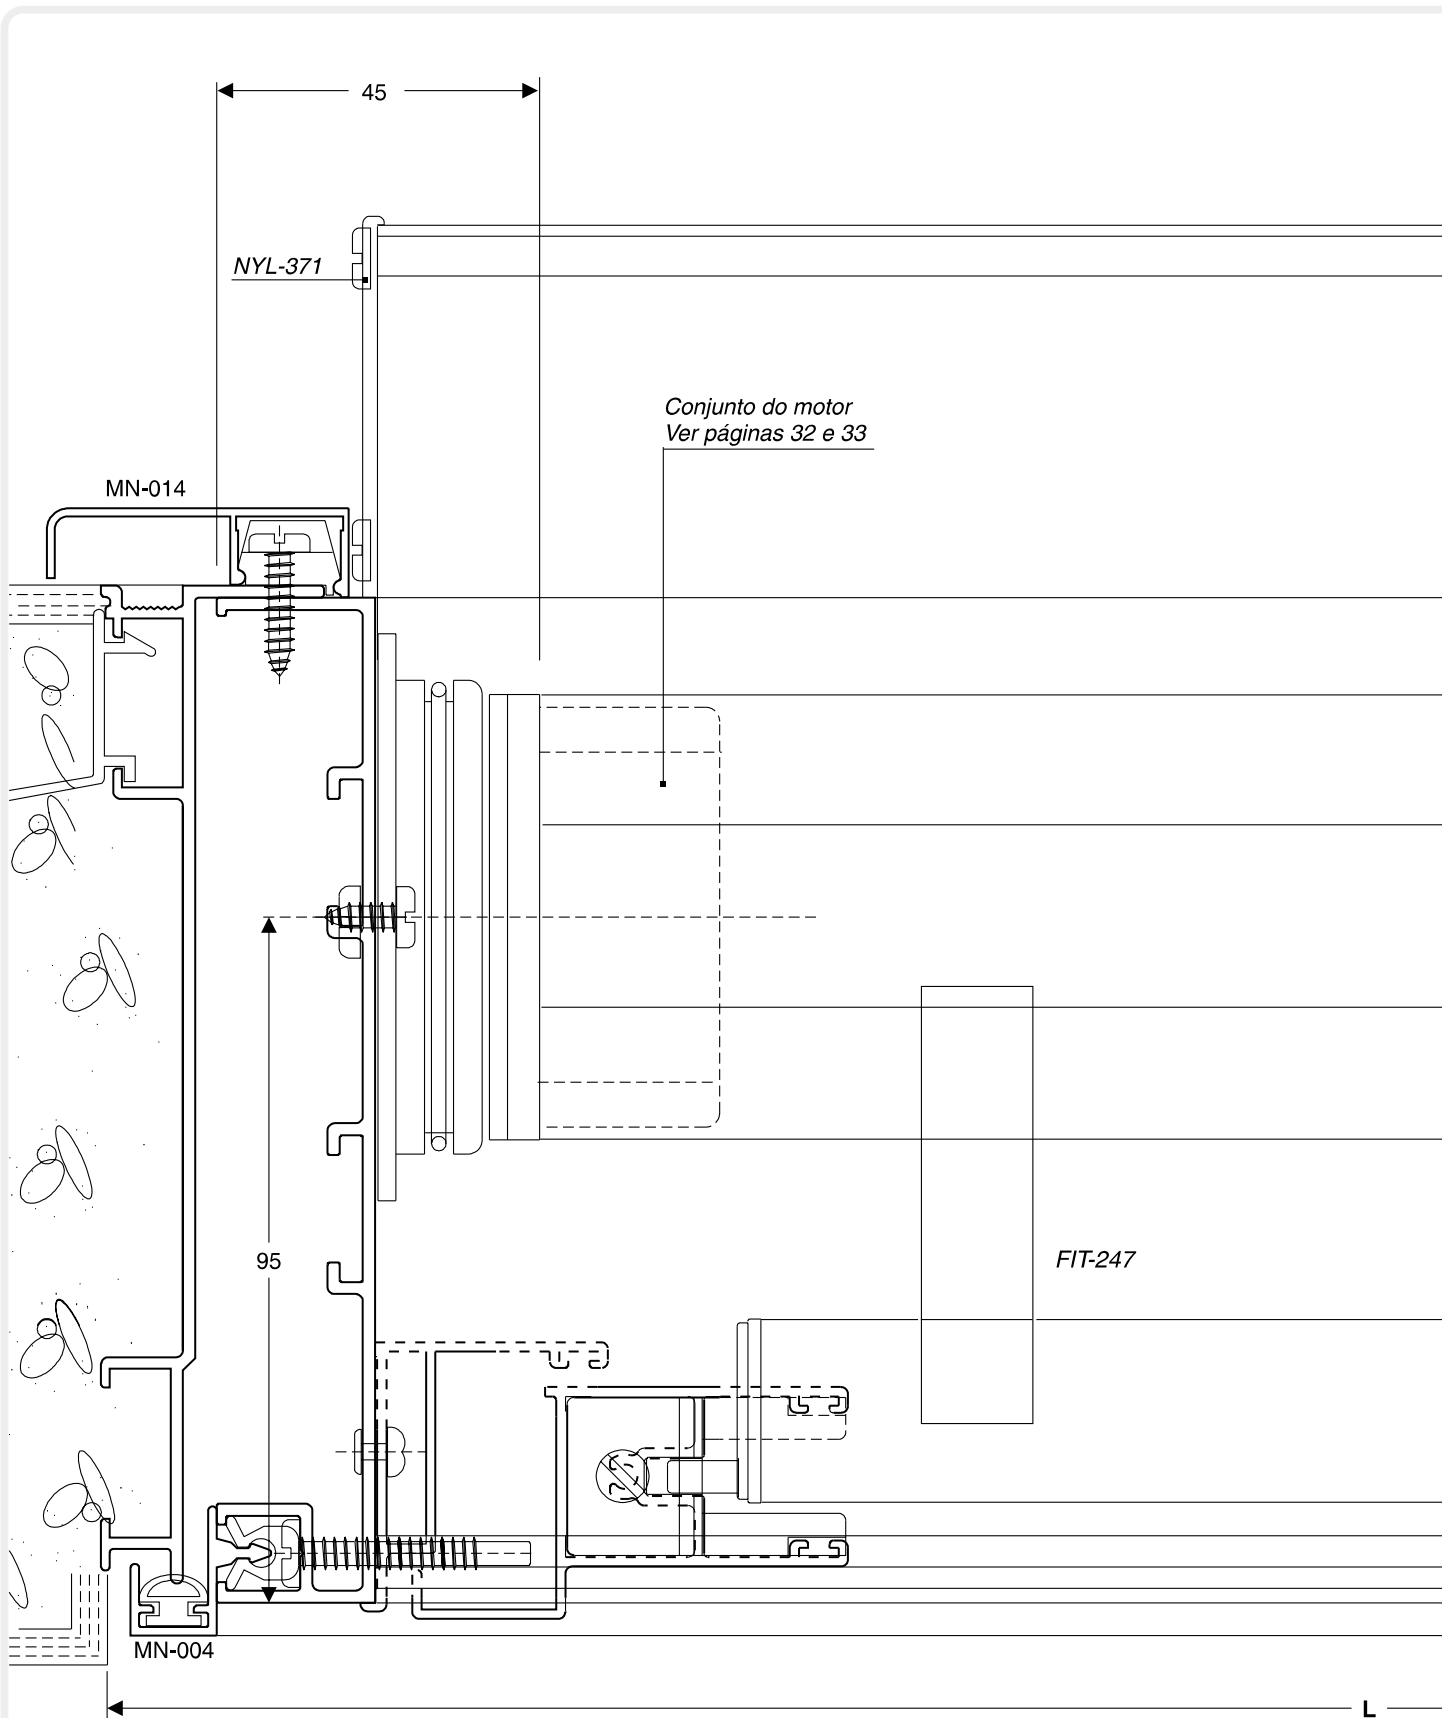 45
NYL-371
Conjunto do motor
Ver páginas 32 e 33
MN-014
95
FIT-247
MN-004
L